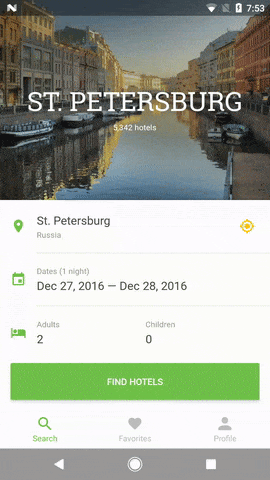 7:53
ST. PETERSBURG
5,342 hotels
St. Petersburg
Russia
Dates (1 night)
Dec 27, 2016 — Dec 28, 2016
Adults
Children
2
0
FIND HOTELS
Search
Favorites
Profile